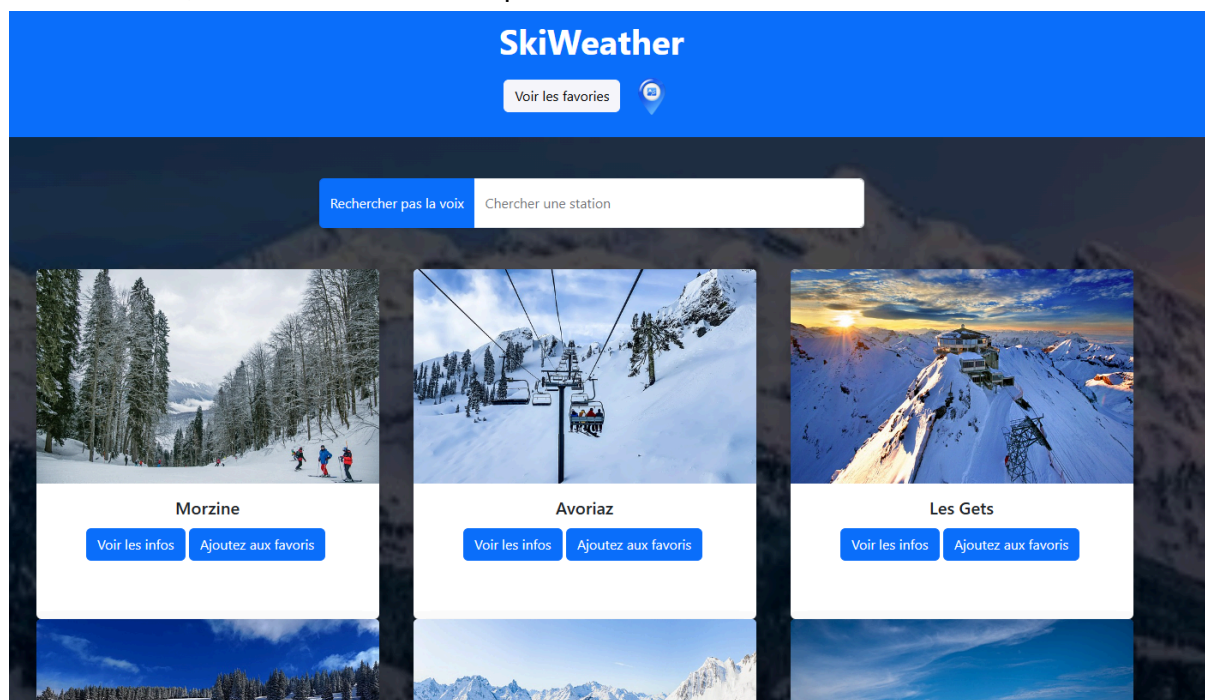 SkiWeather
Voir les favories
Rechercher pas la voix Chercher une station
Morzine
Voir les infos Ajoutez aux favoris
Avoriaz
Voir les infos Ajoutez aux favoris
Les Gets
Voir les infos Ajoutez aux favoris